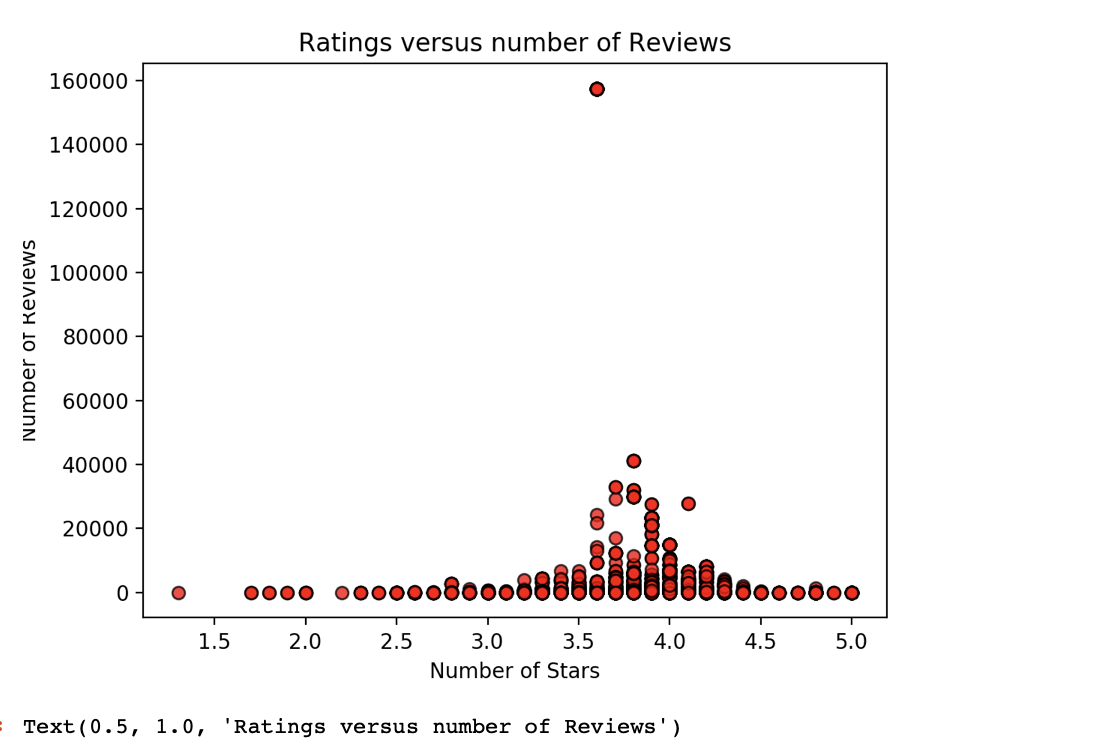 Ratings versus number of Reviews
160000
140000
120000
100000
80000
60000
40000
20000
0
Number of Reviews
1.5 2.0 2.5 3.0 3.5 4.0 4.5 5.0
Number of Stars
: Text(0.5, 1.0, 'Ratings versus number of Reviews')